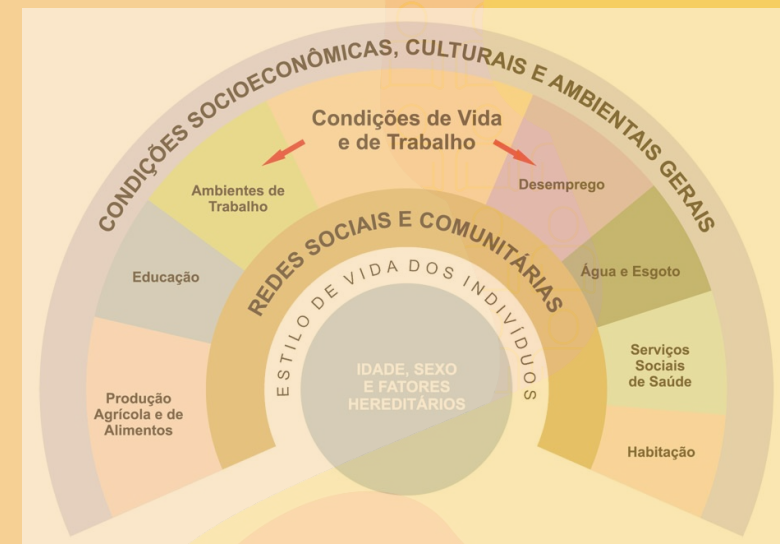 CONDIÇÕES SOCIOECONÔMICAS, CULTURAIS E AMBIENTAIS GERAIS
Condições de Vida
e de Trabalho
Ambientes de
Trabalho
Desemprego
Educação
Água e Esgoto
Produção
Agrícola e de
Alimentos
Serviços
Sociais
de Saúde
Habitação
REDES SOCIAIS E COMUNITÁRIAS
ESTILO DE VIDA DOS INDIVÍDUOS
IDADE, SEXO
E FATORES
HEREDITÁRIOS